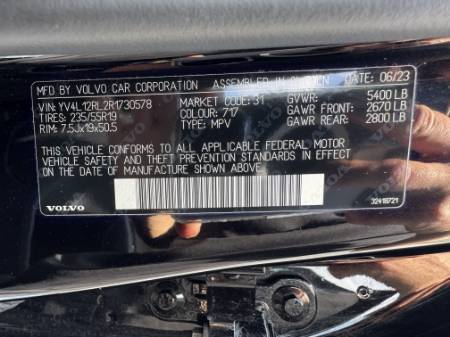 MFD BY VOLVO CAR CORPORATION ASSEMBLED IN SWEDEN 06/23
VIN: YV4L12RL2R1730578 MARKET CODE: 31 GVWR: 5400 LB
TIRES: 235/55R19 COLOUR: 717 GAWR FRONT: 2670 LB
RIM: 7.5Jx19x50.5 TYPE: MPV GAWR REAR: 2800 LB
THIS VEHICLE CONFORMS TO ALL APPLICABLE FEDERAL MOTOR
VEHICLE SAFETY AND THEFT PREVENTION STANDARDS IN EFFECT ON THE
DATE OF MANUFACTURE SHOWN ABOVE.
VOLVO 32418721